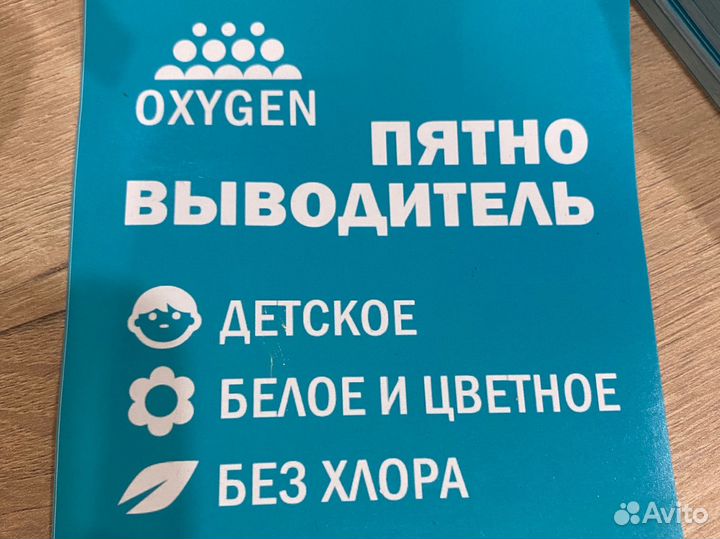 OXYGEN
ПЯТНО
ВЫВОДИТЕЛЬ
ДЕТСКОЕ
БЕЛОЕ И ЦВЕТНОЕ
БЕЗ ХЛОРА
Avito